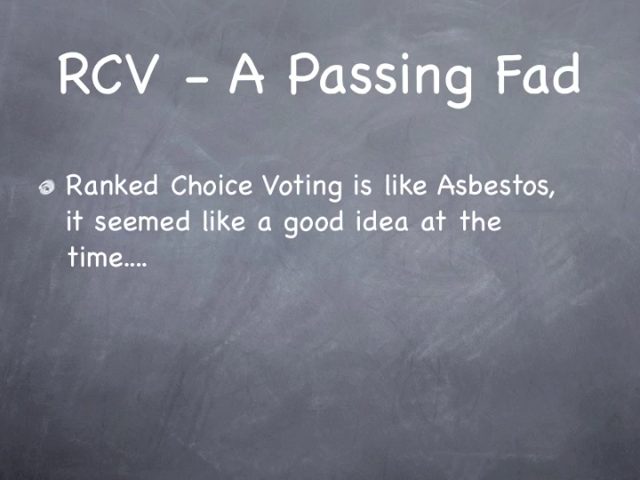 RCV - A Passing Fad
Ranked Choice Voting is like Asbestos,
it seemed like a good idea at the
time....